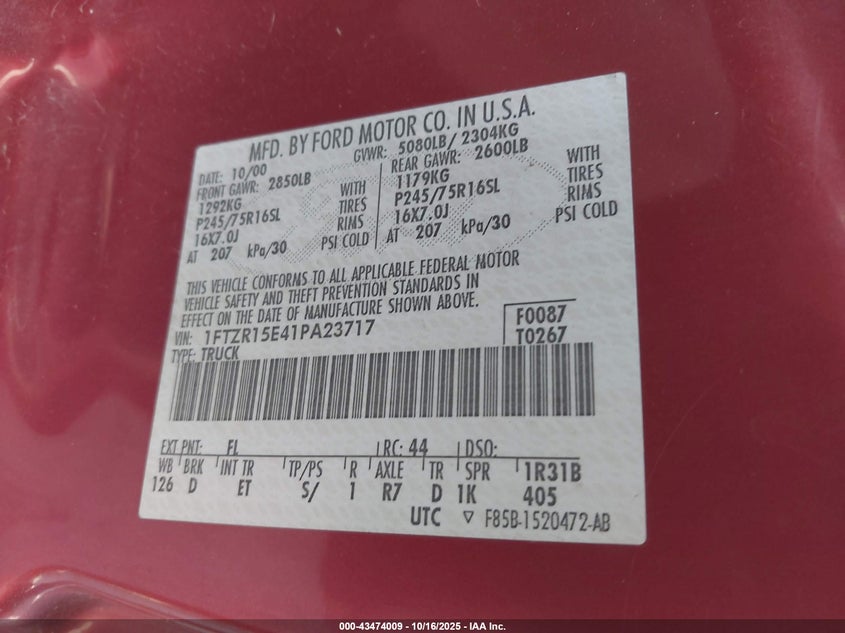 MFD. BY FORD MOTOR CO. IN U.S.A.
DATE: 10/00 GVWR: 5080LB/ 2304KG
FRONT GAWR: 2850LB REAR GAWR: 2600LB
1292KG WITH 1179KG WITH
P245/75R16SL TIRES P245/75R16SL TIRES
16X7.0J RIMS 16X7.0J RIMS
AT 207 kPa/30 PSI COLD AT 207 kPa/30 PSI COLD
THIS VEHICLE CONFORMS TO ALL APPLICABLE FEDERAL MOTOR
VEHICLE SAFETY AND THEFT PREVENTION STANDARDS IN
EFFECT ON THE DATE OF MANUFACTURE SHOWN ABOVE.
VIN: 1FTZR15E41PA23717 F0087
TYPE: TRUCK T0267
EXT PNT: FL RC: 44 DSO:
WB BRK INT TR TP/PS R AXLE TR SPR 1R31B
126 D ET S/ 1 R7 D 1K 405
UTC ▽ F85B-1520472-AB
000-43474009 - 10/16/2025 - IAA Inc.